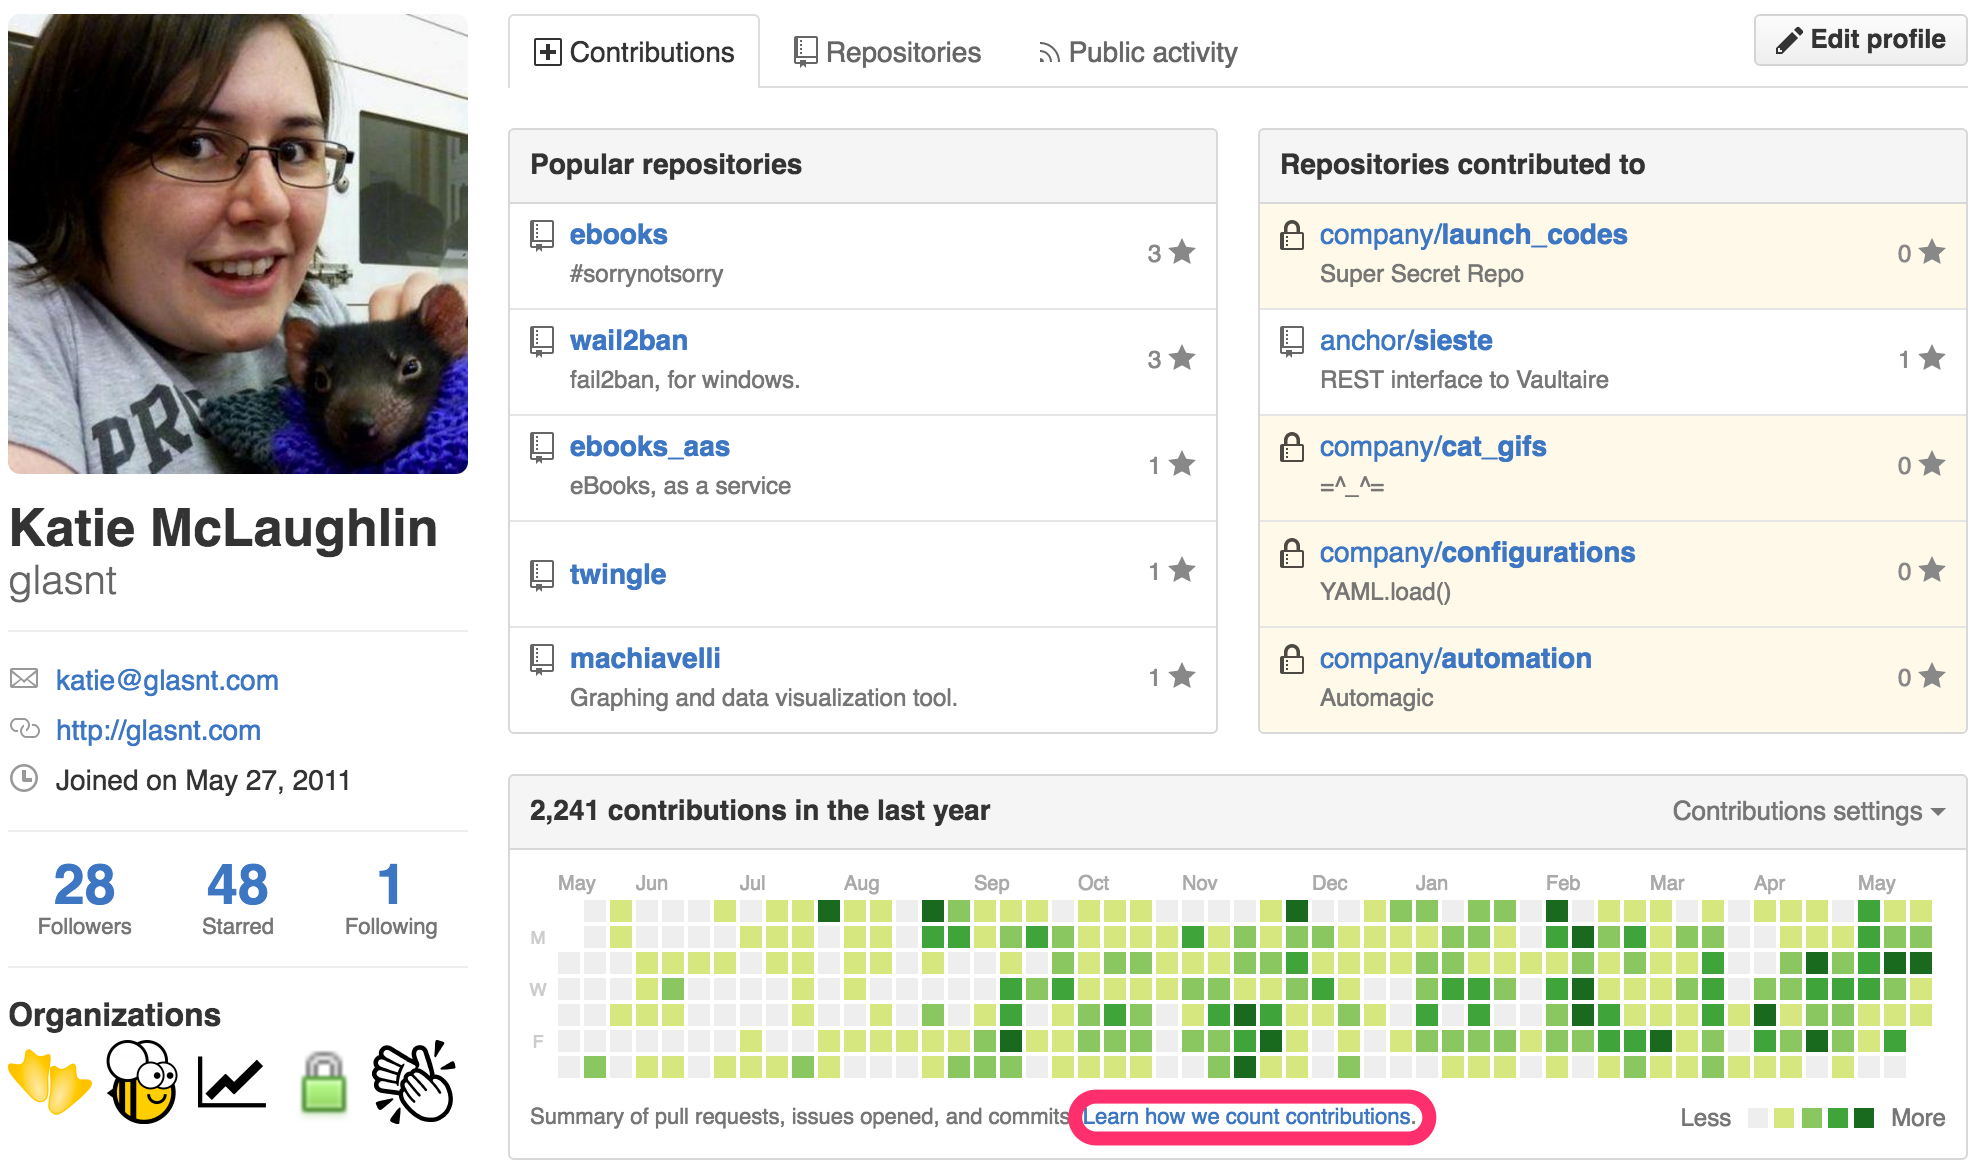 PR
Katie McLaughlin
glasnt
katie@glasnt.com
http://glasnt.com
Joined on May 27, 2011
28 48 1
Followers Starred Following
Organizations
Contributions Repositories Public activity Edit profile
Popular repositories
ebooks
#sorrynotsorry
3
wail2ban
fail2ban, for windows.
3
ebooks_aas
eBooks, as a service
1
twingle
1
machiavelli
Graphing and data visualization tool.
1
Repositories contributed to
company/launch_codes
Super Secret Repo
0
anchor/sieste
REST interface to Vaultaire
1
company/cat_gifs
=^_^=
0
company/configurations
YAML.load()
0
company/automation
Automagic
0
2,241 contributions in the last year Contributions settings
May Jun Jul Aug Sep Oct Nov Dec Jan Feb Mar Apr May
M
W
F
Summary of pull requests, issues opened, and commits Learn how we count contributions. Less More